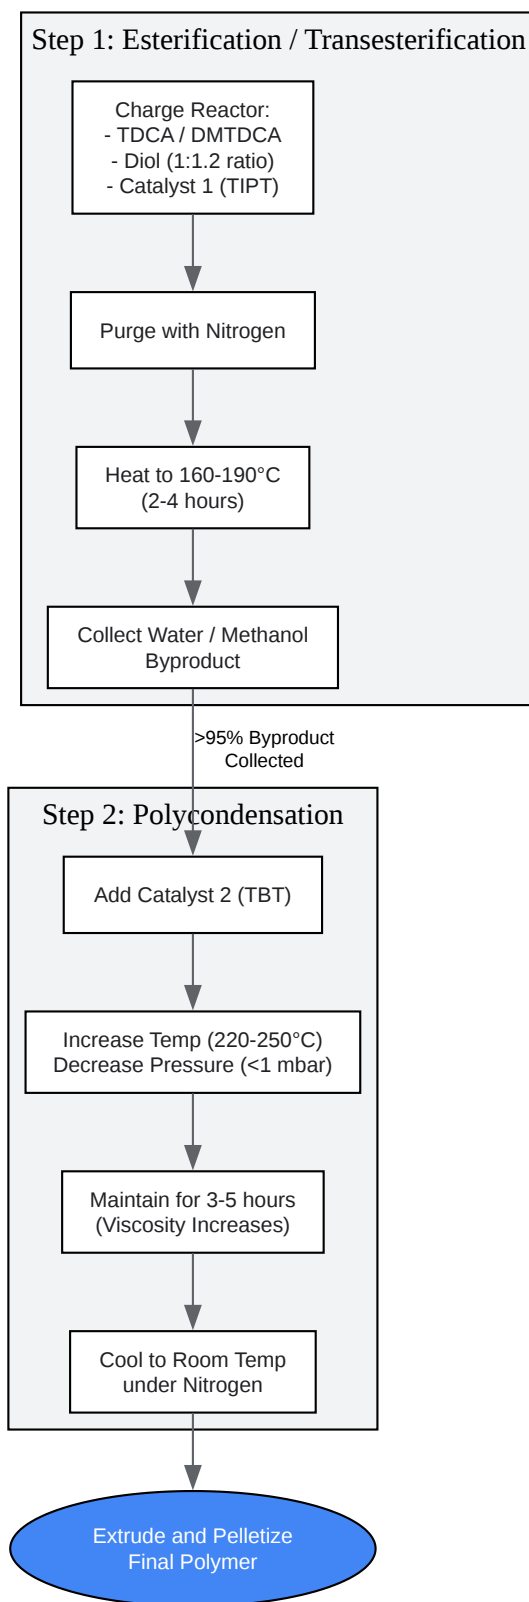 Step 1: Esterification / Transesterification
Charge Reactor:
- TDCA / DMTDCA
- Diol (1:1.2 ratio)
- Catalyst 1 (TIPT)
Purge with Nitrogen
Heat to 160-190°C
(2-4 hours)
Collect Water / Methanol
Byproduct
>95% Byproduct
Collected
Step 2: Polycondensation
Add Catalyst 2 (TBT)
Increase Temp (220-250°C)
Decrease Pressure (<1 mbar)
Maintain for 3-5 hours
(Viscosity Increases)
Cool to Room Temp
under Nitrogen
Extrude and Pelletize
Final Polymer